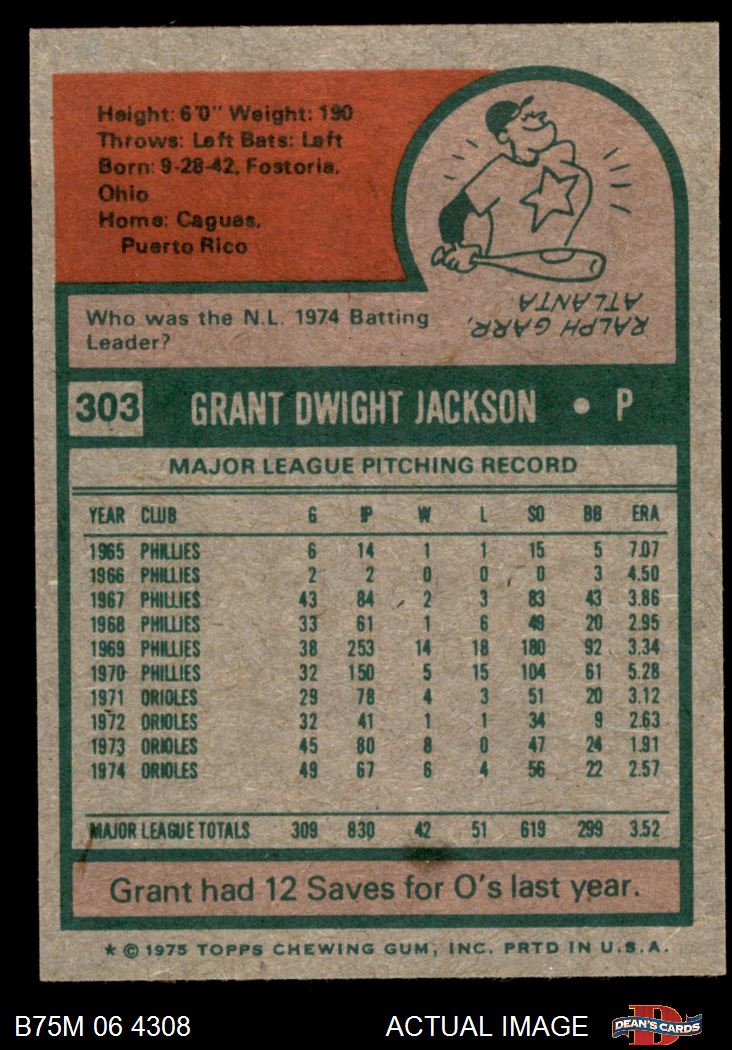 Height: 6'0" Weight: 190
Throws: Left Bats: Left
Born: 9-28-42, Fostoria,
Ohio
Home: Caguas,
Puerto Rico
Who was the N.L. 1974 Batting
Leader?
RALPH GARR,
ATLANTA
303 GRANT DWIGHT JACKSON • P
MAJOR LEAGUE PITCHING RECORD
YEAR CLUB G IP W L SO BB ERA
1965 PHILLIES 6 14 1 1 15 5 7.07
1966 PHILLIES 2 2 0 0 0 3 4.50
1967 PHILLIES 43 84 2 3 83 43 3.86
1968 PHILLIES 33 61 1 6 49 20 2.95
1969 PHILLIES 38 253 14 18 180 92 3.34
1970 PHILLIES 32 150 5 15 104 61 5.28
1971 ORIOLES 29 78 4 3 51 20 3.12
1972 ORIOLES 32 41 1 1 34 9 2.63
1973 ORIOLES 45 80 8 0 47 24 1.91
1974 ORIOLES 49 67 6 4 56 22 2.57
MAJOR LEAGUE TOTALS 309 830 42 51 619 299 3.52
Grant had 12 Saves for O's last year.
★ © 1975 TOPPS CHEWING GUM, INC. PRTD IN U.S.A.
B75M 06 4308 ACTUAL IMAGE
D
DEAN'S CARDS